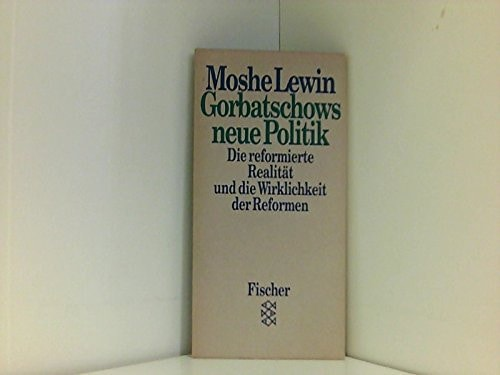 Moshe Lewin
Gorbatschows
neue Politik
Die reformierte
Realität
und die Wirklichkeit
der Reformen
Fischer